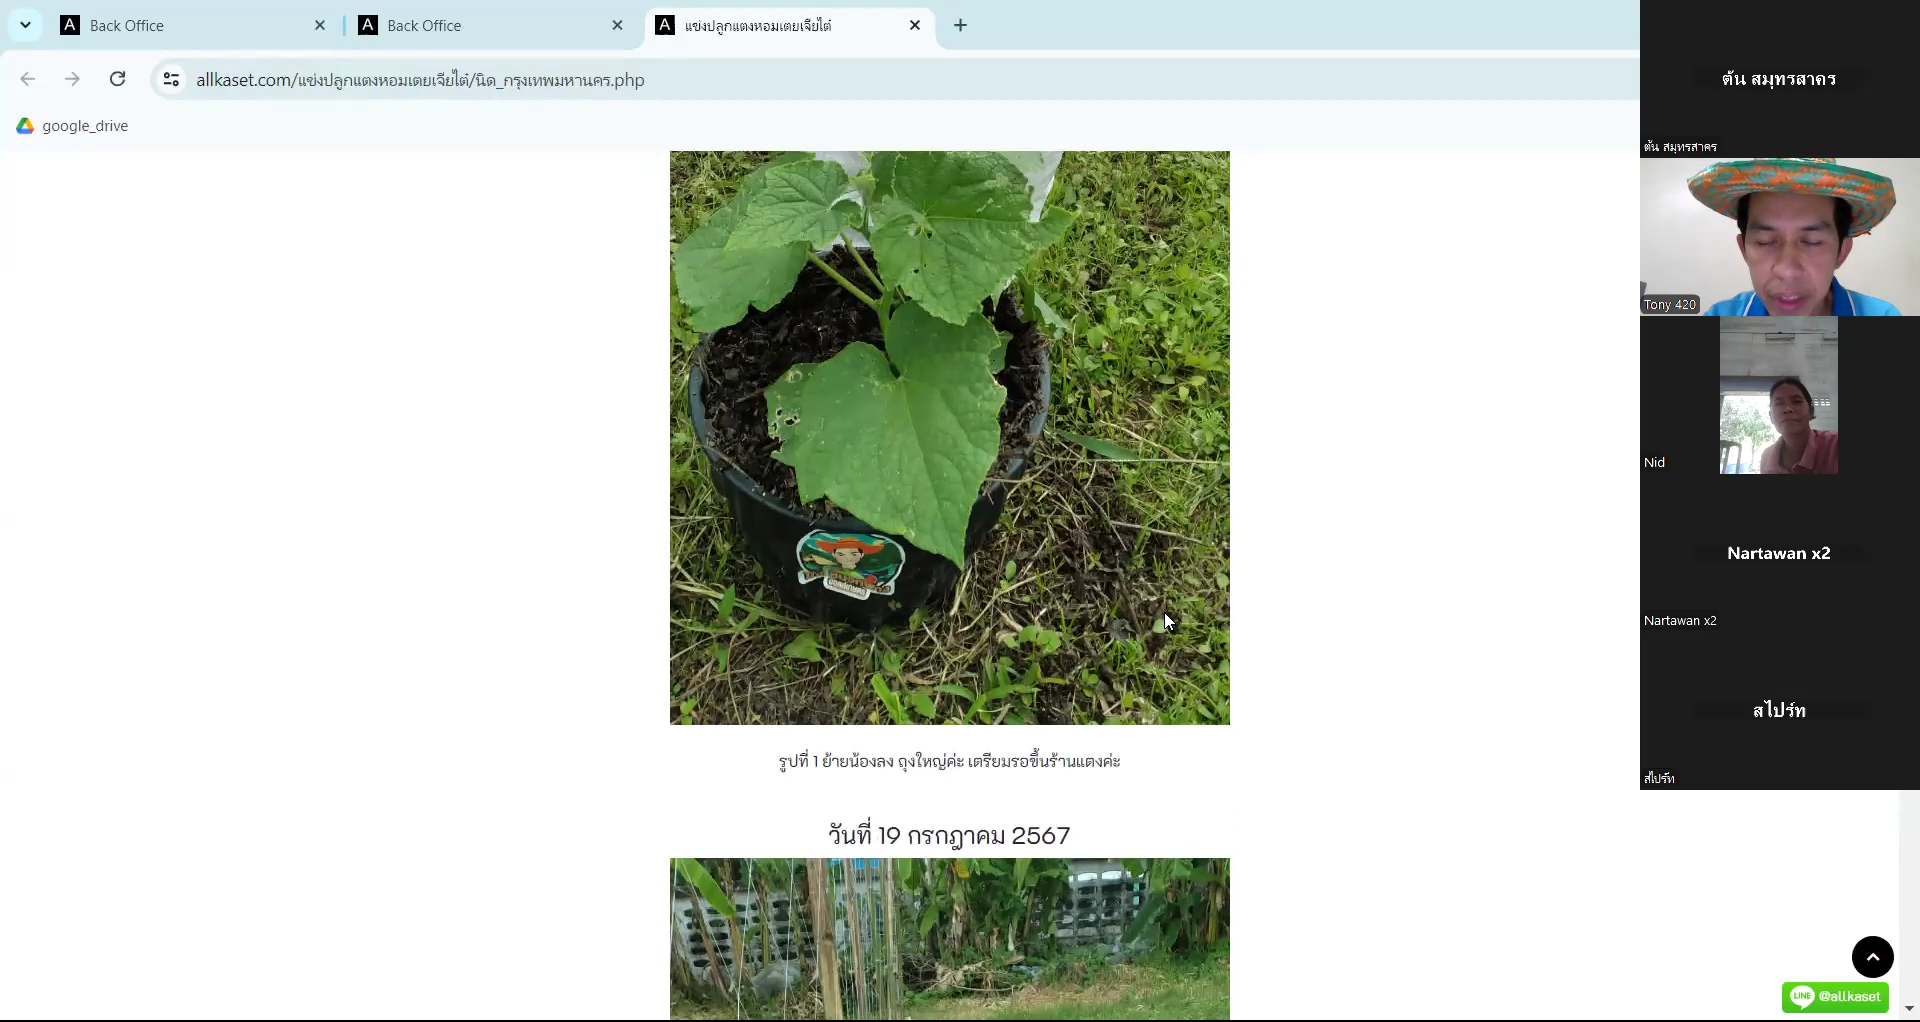 Back Office
Back Office
แข่งปลูกแตงหอมเตยเจียไต๋
allkaset.com/แข่งปลูกแตงหอมเตยเจียไต๋/นิด_กรุงเทพมหานคร.php
google_drive
ต้น สมุทรสาคร
ต้น สมุทรสาคร
Tony 420
Nid
Nartawan x2
Nartawan x2
สไปร์ท
สไปร์ท
รูปที่ 1 ย้ายน้องลง ถุงใหญ่ค่ะ เตรียมรอขึ้นร้านแตงค่ะ
วันที่ 19 กรกฎาคม 2567
LINE @allkaset